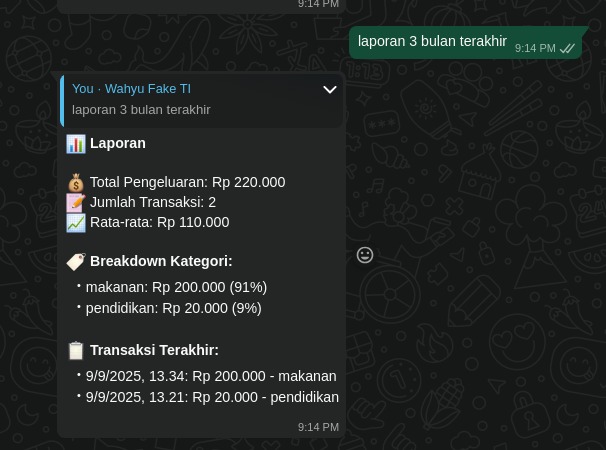 9:14 PM
laporan 3 bulan terakhir
9:14 PM
You · Wahyu Fake TI
laporan 3 bulan terakhir
📊 Laporan
💰 Total Pengeluaran: Rp 220.000
📝 Jumlah Transaksi: 2
📈 Rata-rata: Rp 110.000
🏷️ Breakdown Kategori:
• makanan: Rp 200.000 (91%)
• pendidikan: Rp 20.000 (9%)
📋 Transaksi Terakhir:
• 9/9/2025, 13.34: Rp 200.000 - makanan
• 9/9/2025, 13.21: Rp 20.000 - pendidikan
9:14 PM